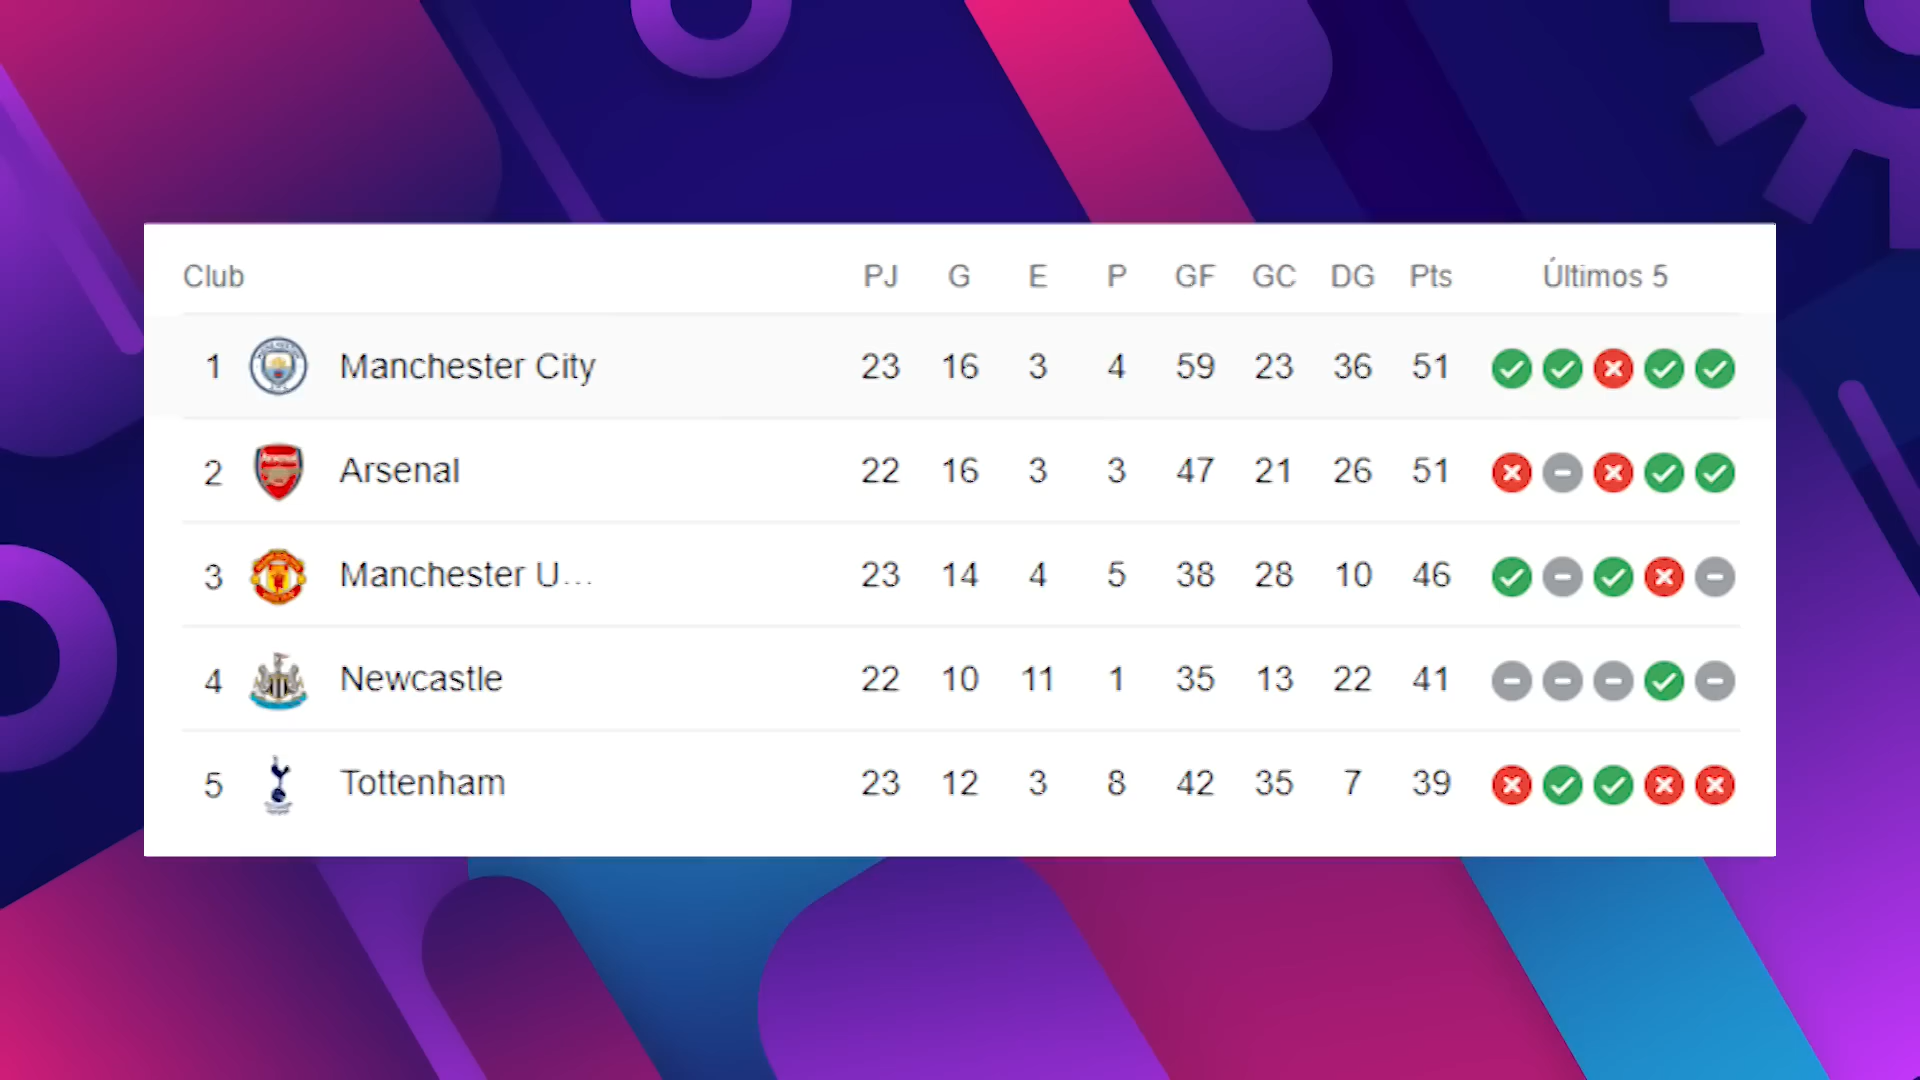 Club PJ G E P GF GC DG Pts Últimos 5
1 Manchester City 23 16 3 4 59 23 36 51
2 Arsenal 22 16 3 3 47 21 26 51
3 Manchester U... 23 14 4 5 38 28 10 46
4 Newcastle 22 10 11 1 35 13 22 41
5 Tottenham 23 12 3 8 42 35 7 39